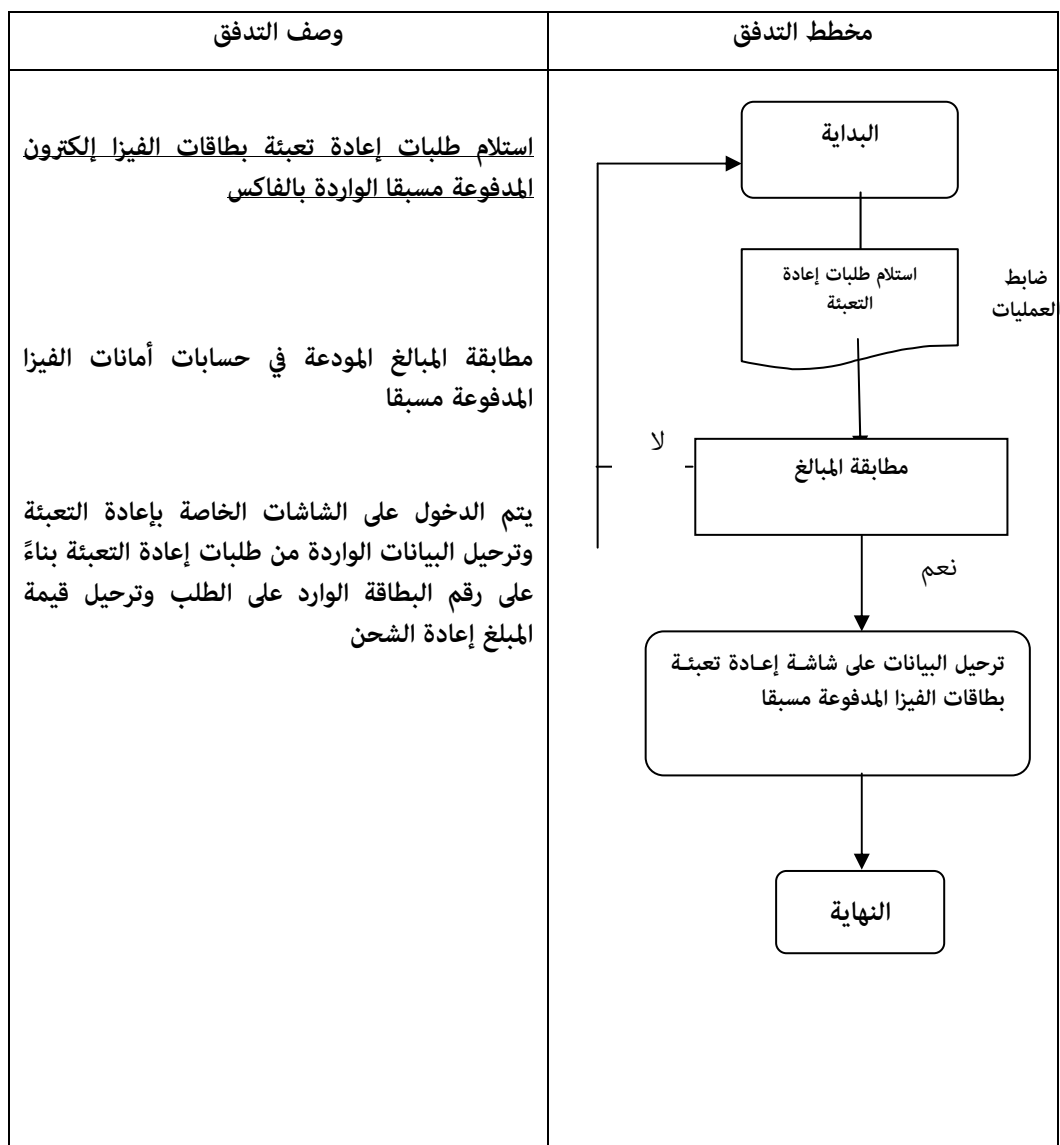 مخطط التدفق
وصف التدفق
البداية
استلام طلبات إعادة
التعبئة
ضابط
العمليات
مطابقة المبالغ
لا
نعم
ترحيل البيانات على شاشـة إعـادة تعبئـة
بطاقات الفيزا المدفوعة مسبقا
النهاية
استلام طلبات إعادة تعبئة بطاقات الفيزا إلكترون
المدفوعة مسبقا الواردة بالفاكس
مطابقة المبالغ المودعة في حسابات أمانات الفيزا
المدفوعة مسبقا
يتم الدخول على الشاشات الخاصة بإعادة التعبئة
وترحيل البيانات الواردة من طلبات إعادة التعبئة بناءً
على رقم البطاقة الوارد على الطلب وترحيل قيمة
المبلغ إعادة الشحن